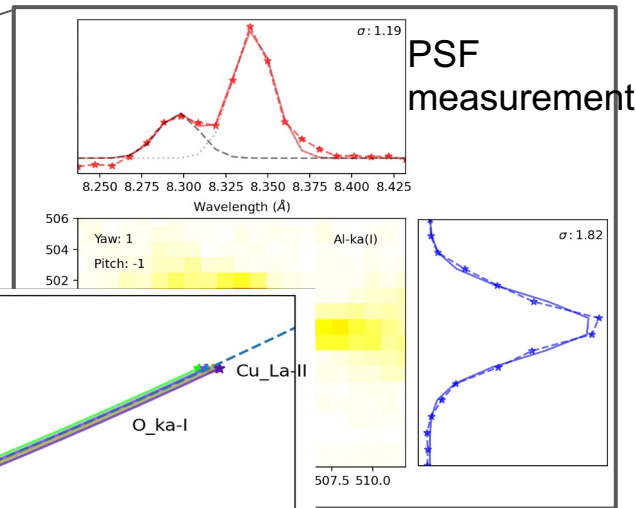 σ: 1.19
PSF
measurement
8.250 8.275 8.300 8.325 8.350 8.375 8.400 8.425
Wavelength (Å)
506
504
502
Yaw: 1
Al-ka(I)
Pitch: -1
σ: 1.82
Cu_La-II
O_ka-I
507.5 510.0